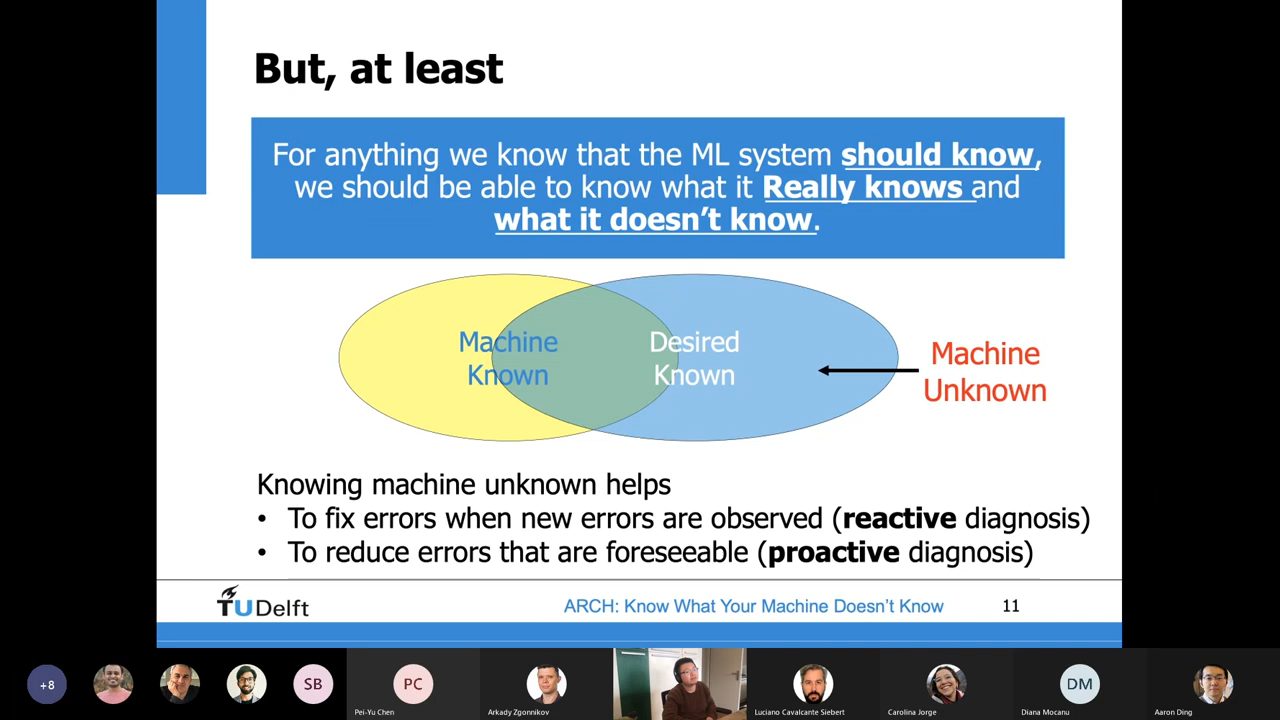 But, at least
For anything we know that the ML system should know,
we should be able to know what it Really knows and
what it doesn’t know.
Machine
Known
Desired
Known
Machine
Unknown
Knowing machine unknown helps
• To fix errors when new errors are observed (reactive diagnosis)
• To reduce errors that are foreseeable (proactive diagnosis)
TUDelft
ARCH: Know What Your Machine Doesn’t Know
11
+8
SB
PC
Pei-Yu Chen
Arkady Zgonnikov
Luciano Cavalcante Siebert
Carolina Jorge
DM
Diana Mocanu
Aaron Ding